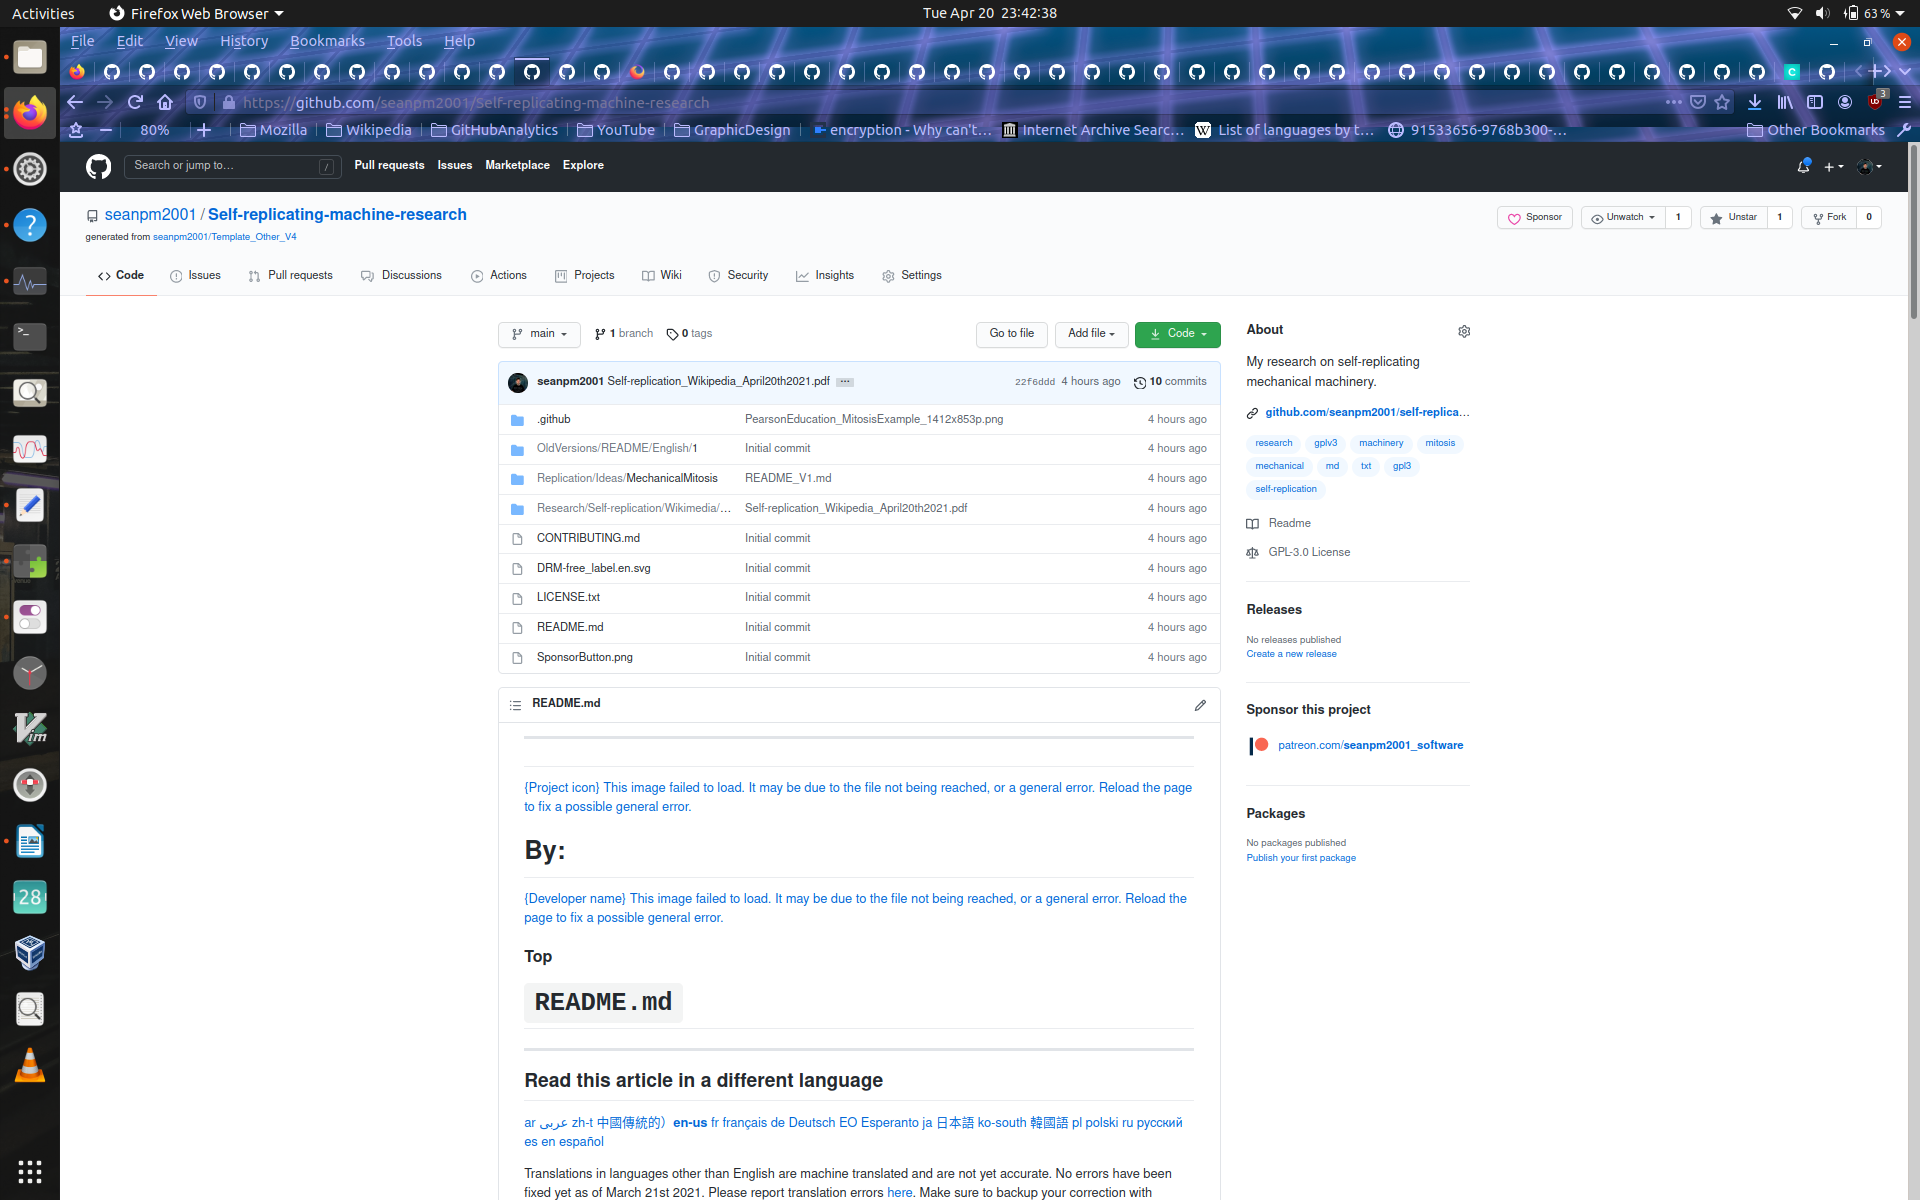 Activities Firefox Web Browser Tue Apr 20 23:42:38 63 %
File Edit View History Bookmarks Tools Help
https://github.com/seanpm2001/Self-replicating-machine-research 3
80% Mozilla Wikipedia GitHubAnalytics YouTube GraphicDesign encryption - Why can't… Internet Archive Searc… List of languages by t… 91533656-9768b300-… Other Bookmarks
Search or jump to… / Pull requests Issues Marketplace Explore
seanpm2001 / Self-replicating-machine-research Sponsor Unwatch 1 Unstar 1 Fork 0
generated from seanpm2001/Template_Other_V4
Code Issues Pull requests Discussions Actions Projects Wiki Security Insights Settings
main 1 branch 0 tags Go to file Add file Code
seanpm2001 Self-replication_Wikipedia_April20th2021.pdf … 22f6ddd 4 hours ago 10 commits
.github PearsonEducation_MitosisExample_1412x853p.png 4 hours ago
OldVersions/README/English/1 Initial commit 4 hours ago
Replication/Ideas/MechanicalMitosis README_V1.md 4 hours ago
Research/Self-replication/Wikimedia/… Self-replication_Wikipedia_April20th2021.pdf 4 hours ago
CONTRIBUTING.md Initial commit 4 hours ago
DRM-free_label.en.svg Initial commit 4 hours ago
LICENSE.txt Initial commit 4 hours ago
README.md Initial commit 4 hours ago
SponsorButton.png Initial commit 4 hours ago
README.md
{Project icon} This image failed to load. It may be due to the file not being reached, or a general error. Reload the page
to fix a possible general error.
By:
{Developer name} This image failed to load. It may be due to the file not being reached, or a general error. Reload the
page to fix a possible general error.
Top
README.md
Read this article in a different language
ar عربى zh-t 中國傳統的）en-us fr français de Deutsch EO Esperanto ja 日本語 ko-south 韓國語 pl polski ru русский
es en español
Translations in languages other than English are machine translated and are not yet accurate. No errors have been
fixed yet as of March 21st 2021. Please report translation errors here. Make sure to backup your correction with
About
My research on self-replicating
mechanical machinery.
github.com/seanpm2001/self-replica…
research gplv3 machinery mitosis
mechanical md txt gpl3
self-replication
Readme
GPL-3.0 License
Releases
No releases published
Create a new release
Sponsor this project
patreon.com/seanpm2001_software
Packages
No packages published
Publish your first package
28